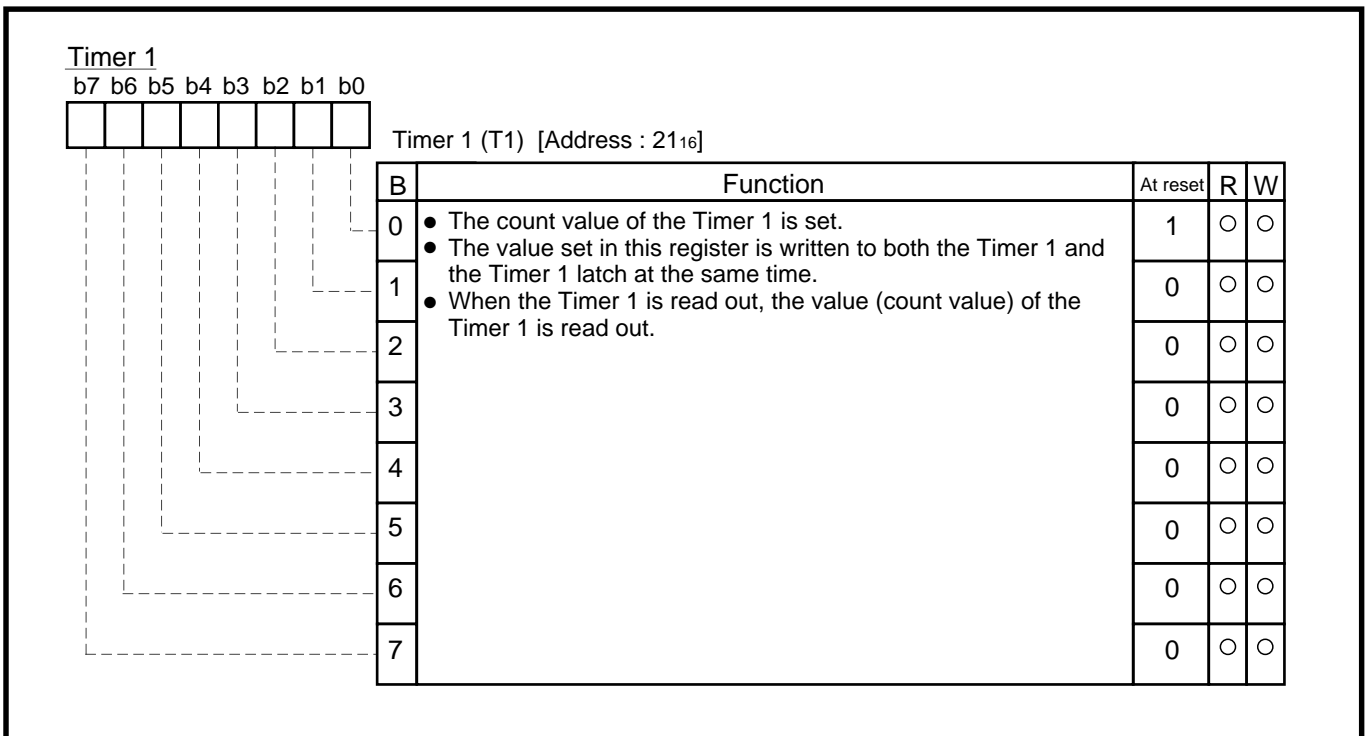 Timer 1
b7 b6 b5 b4 b3 b2 b1 b0
Timer 1 (T1) [Address : 2116]
B Function At reset R W
0 ● The count value of the Timer 1 is set. 1 ○ ○
● The value set in this register is written to both the Timer 1 and
the Timer 1 latch at the same time.
1 0 ○ ○
● When the Timer 1 is read out, the value (count value) of the
Timer 1 is read out.
2 0 ○ ○
3 0 ○ ○
4 0 ○ ○
5 0 ○ ○
6 0 ○ ○
7 0 ○ ○